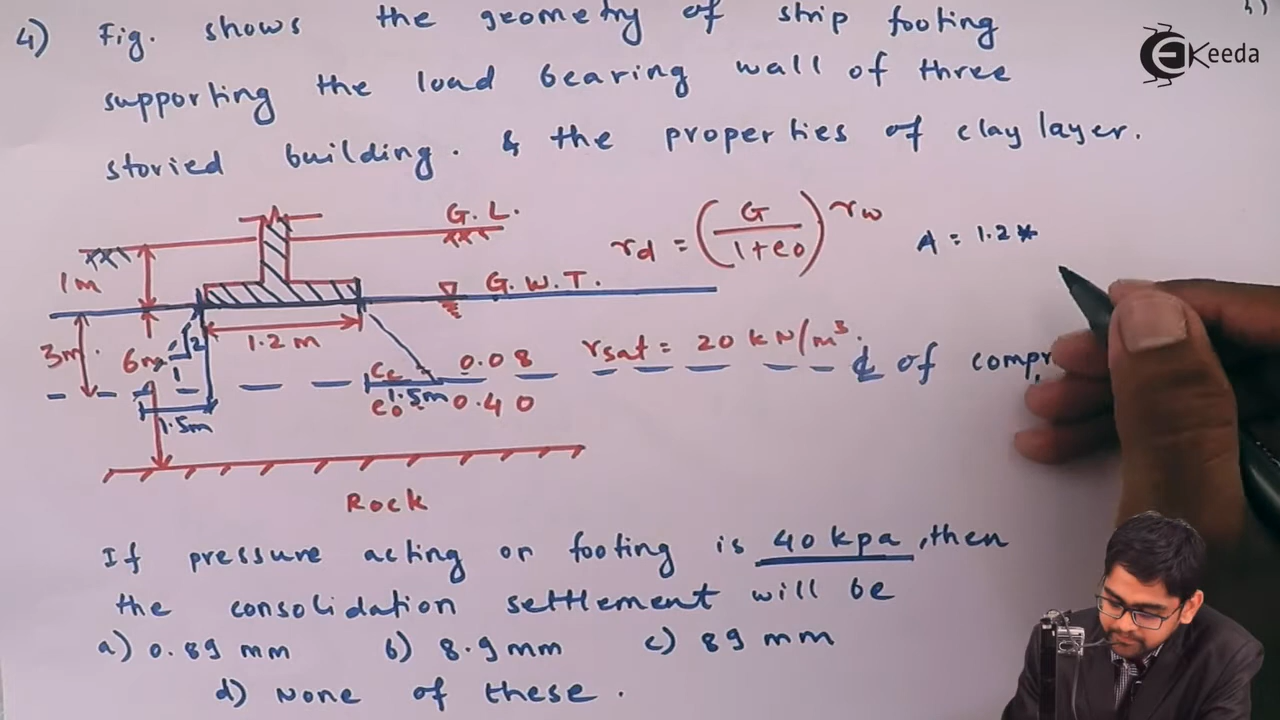 4) Fig. shows the geometry of strip footing
supporting the load bearing wall of three
storied building. & the properties of clay layer.
Keeda
G. L.
γd = (G / 1+e0) γw
A = 1.2 *
1m
G. W. T.
3m.
6m
2
1
1.2 m
γsat = 20 kN/m³.
Cc 0.08
℄ of compr
1.5m
e0 0.40
1.5m
Rock
If pressure acting on footing is 40 kpa, then
the consolidation settlement will be
a) 0.89 mm b) 8.9 mm c) 89 mm
d) None of these.